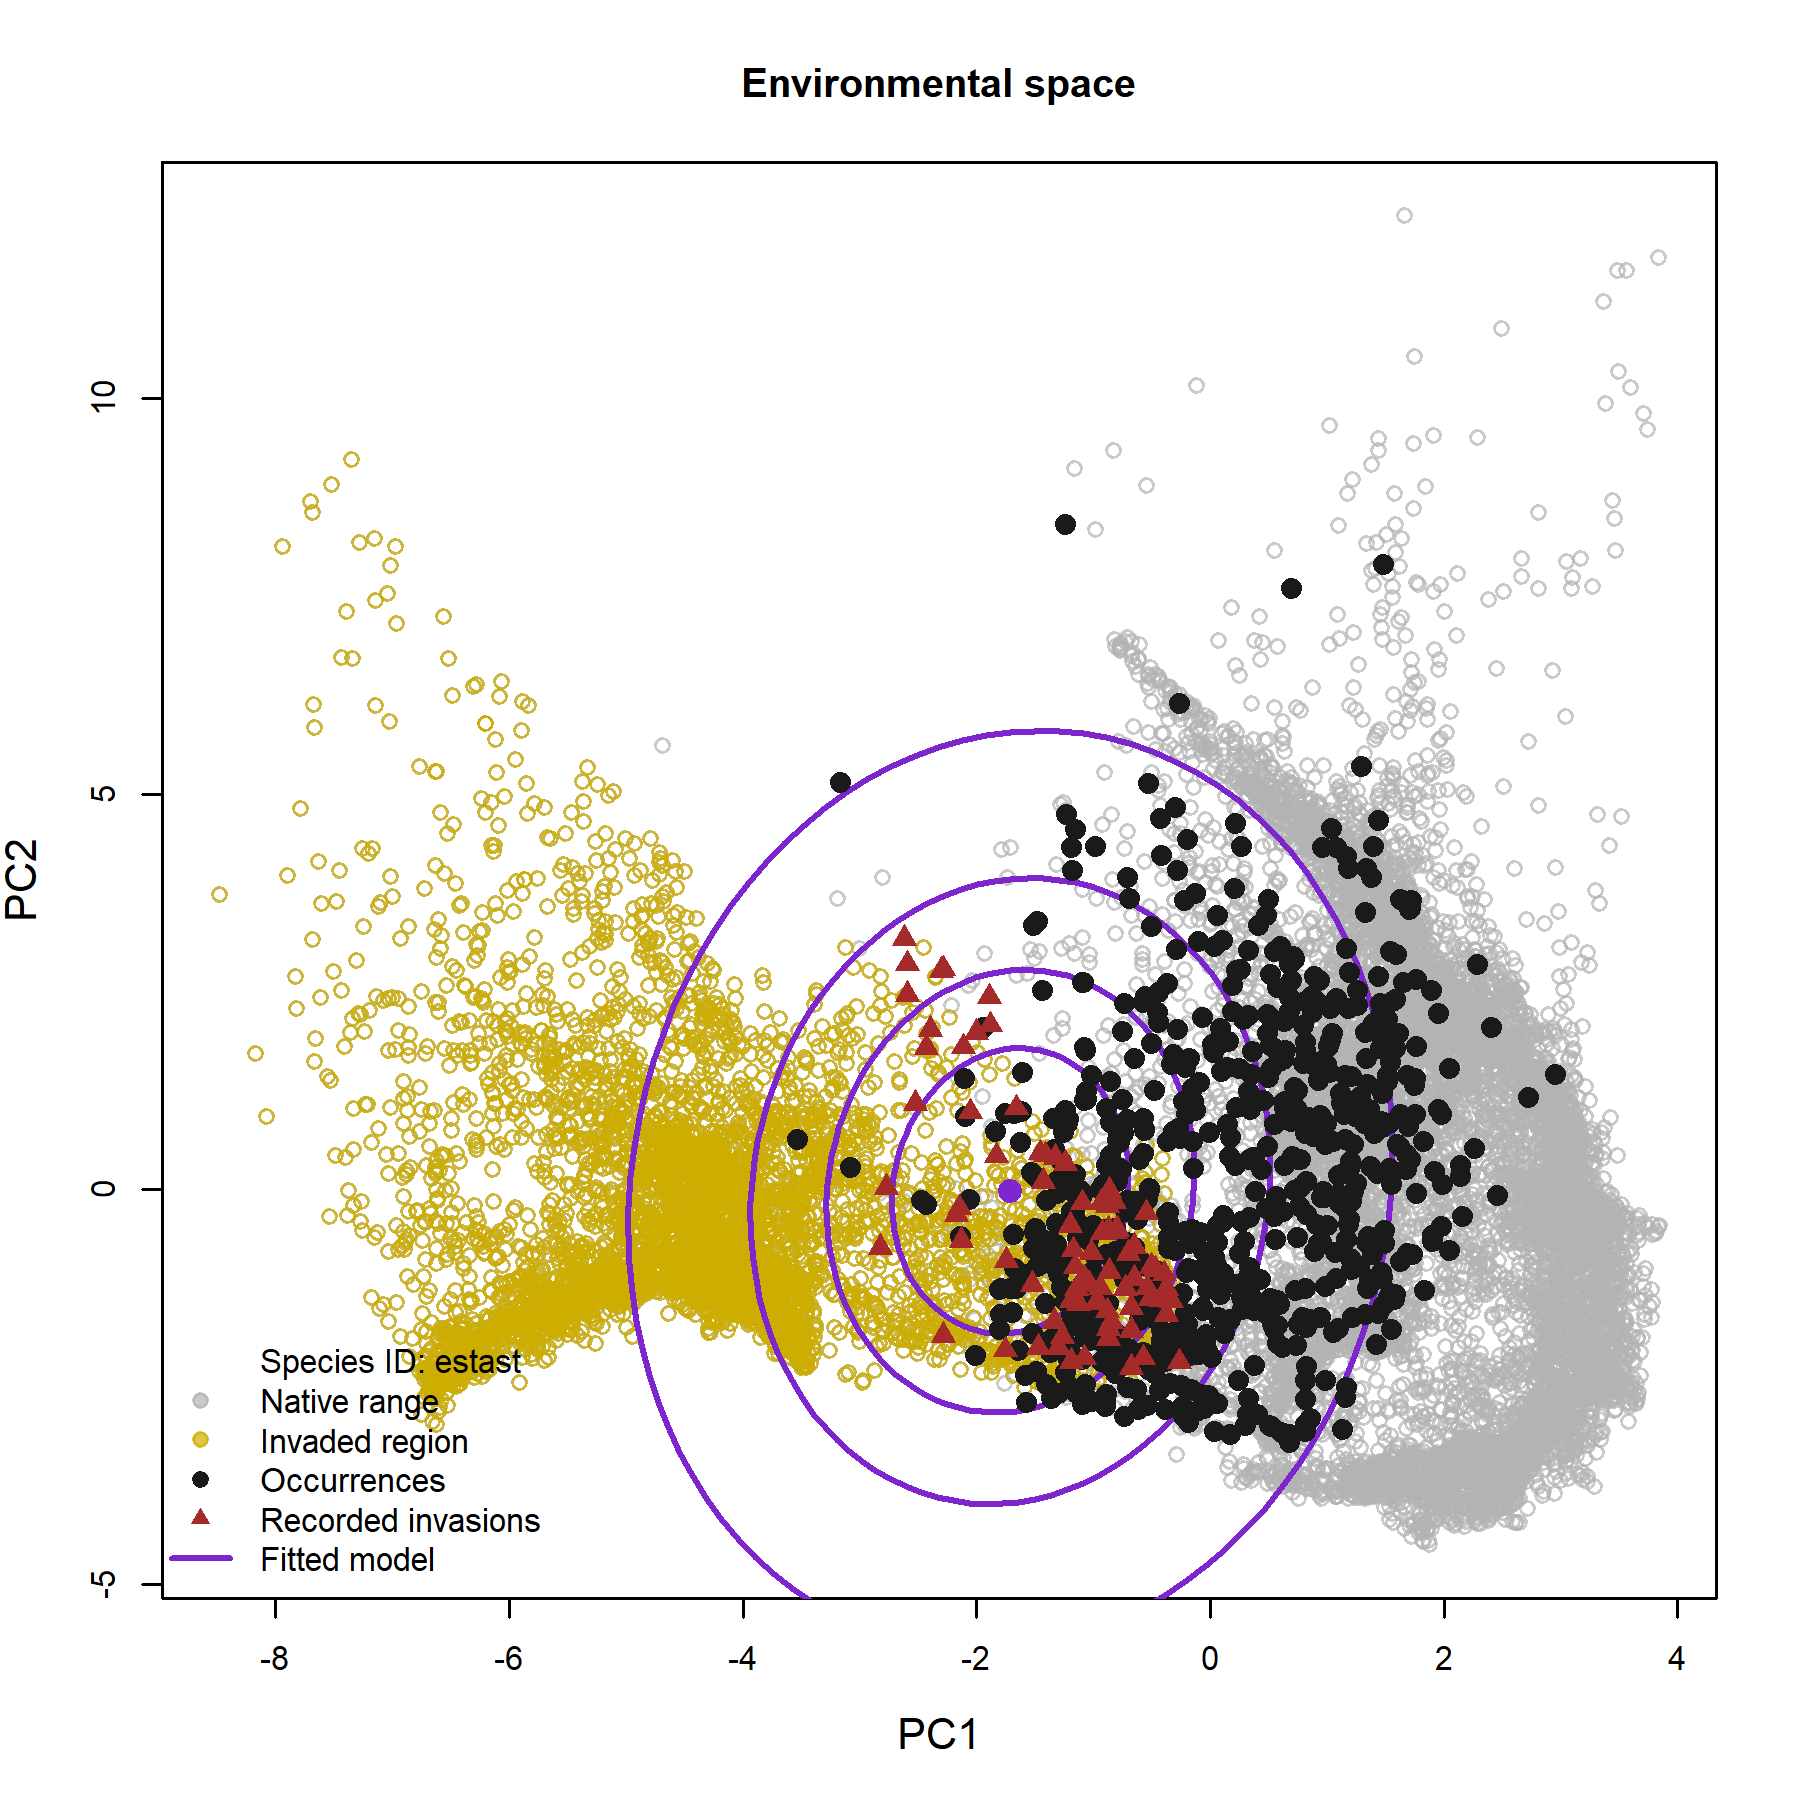 Environmental space
10
5
0
-5
PC2
Species ID: estast
Native range
Invaded region
Occurrences
Recorded invasions
Fitted model
-8 -6 -4 -2 0 2 4
PC1